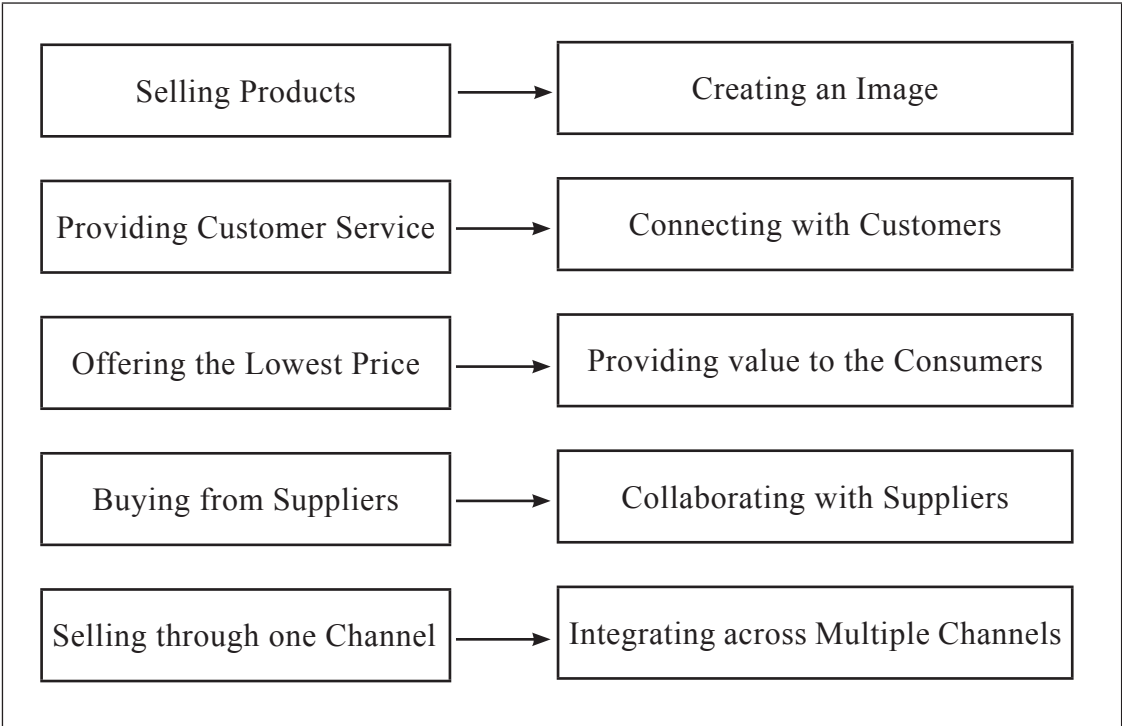 Selling Products
Creating an Image
Providing Customer Service
Connecting with Customers
Offering the Lowest Price
Providing value to the Consumers
Buying from Suppliers
Collaborating with Suppliers
Selling through one Channel
Integrating across Multiple Channels